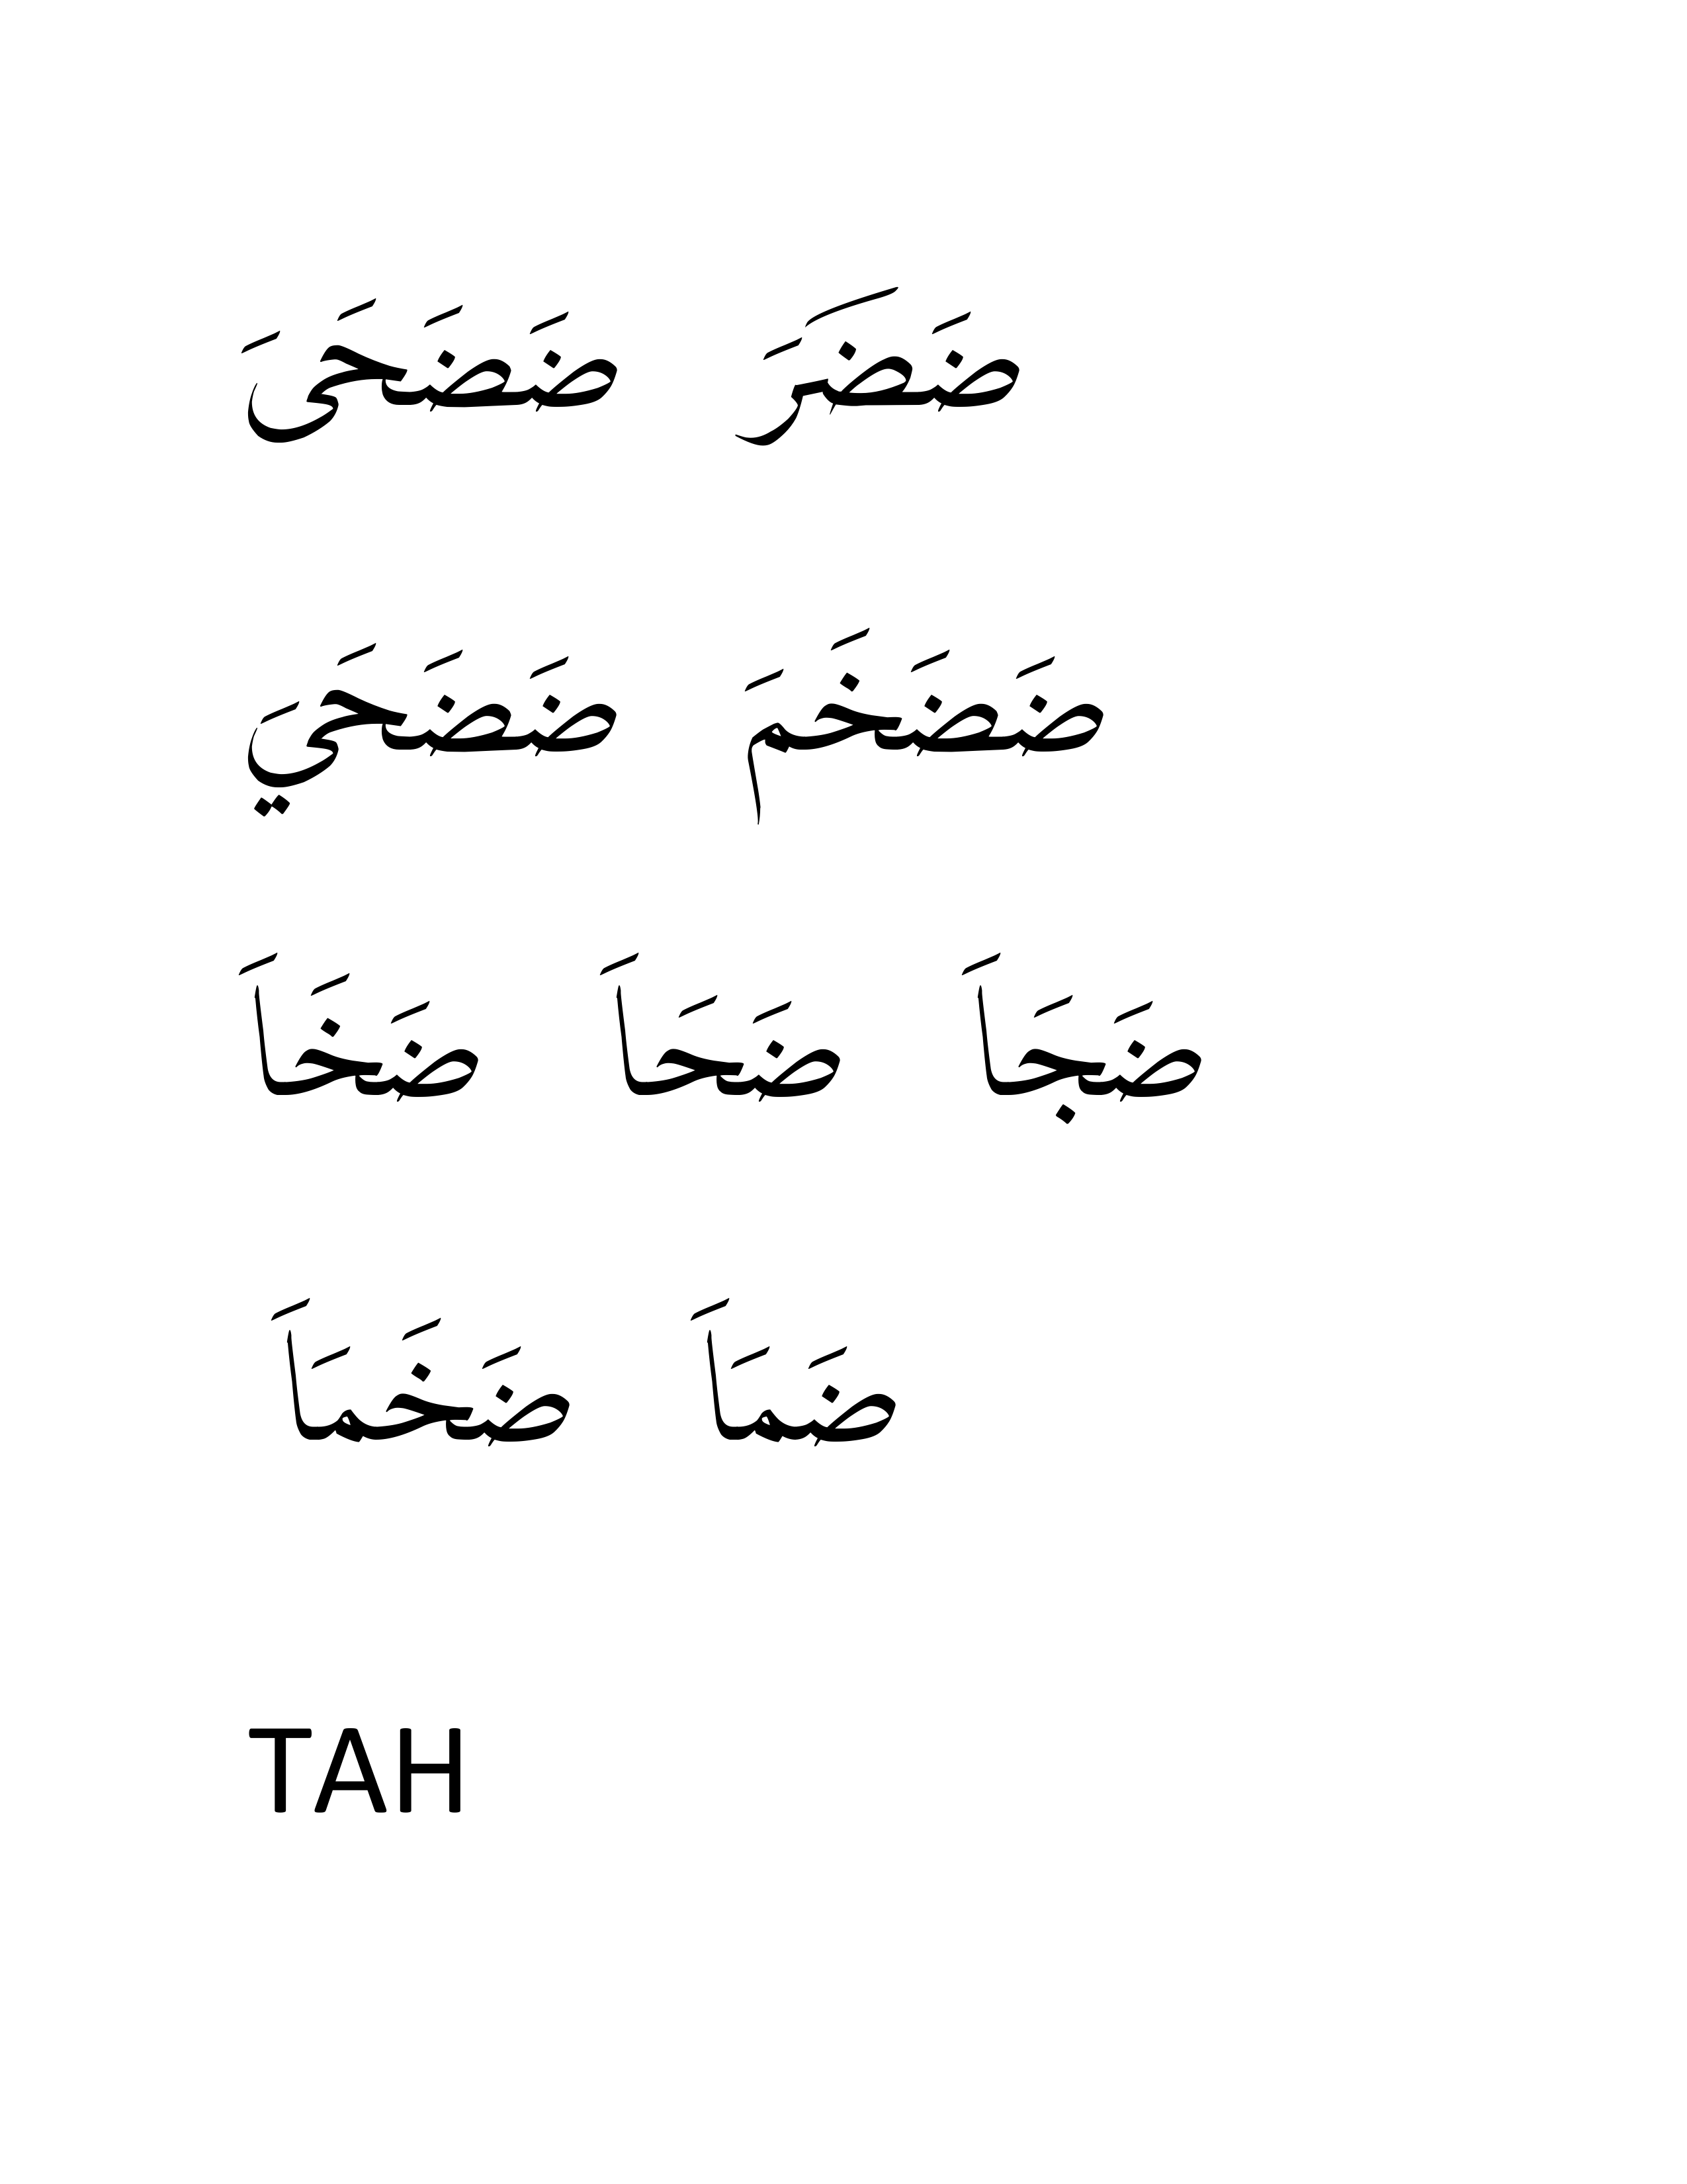 ضَضَرَ ضَضَحَىَ
ضَضَخَمَ ضَضَحَيَ
ضَجَاَ ضَحَاَ ضَخَاَ
ضَمَاَ ضَخَمَاَ
TAH